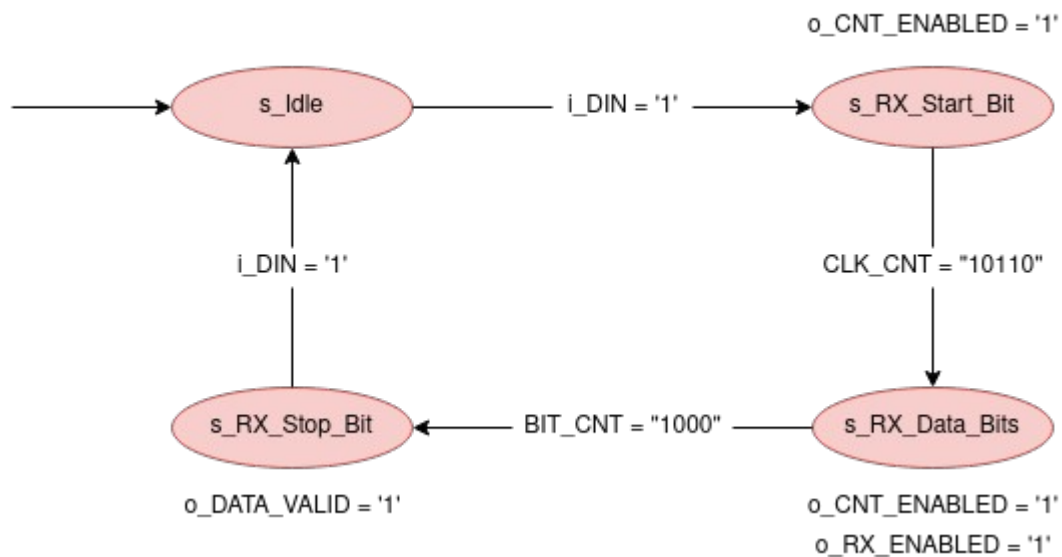 o_CNT_ENABLED = '1'
s_Idle
i_DIN = '1'
s_RX_Start_Bit
i_DIN = '1'
CLK_CNT = "10110"
s_RX_Stop_Bit
BIT_CNT = "1000"
s_RX_Data_Bits
o_DATA_VALID = '1'
o_CNT_ENABLED = '1'
o_RX_ENABLED = '1'